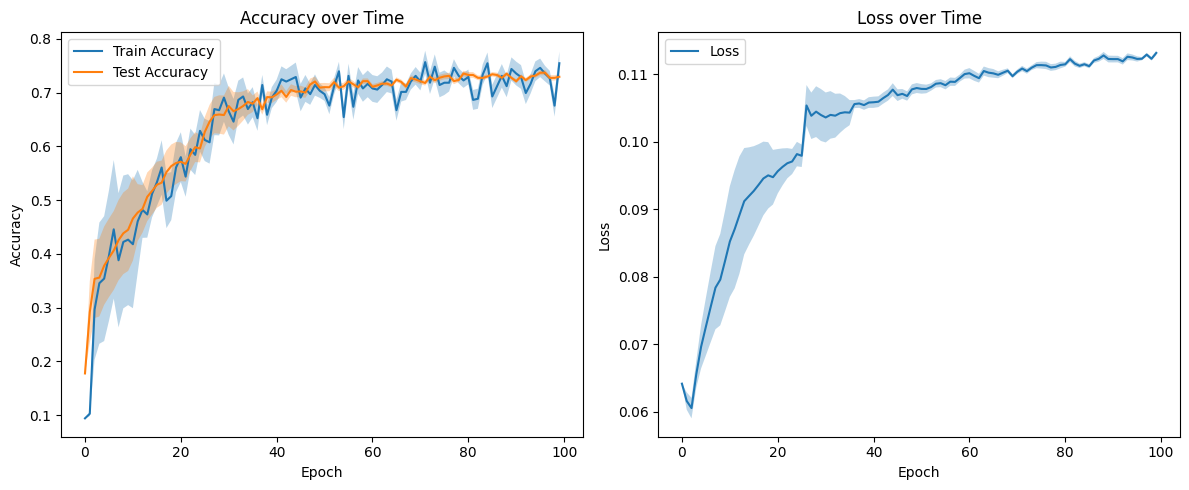 Accuracy over Time
Train Accuracy
Test Accuracy
0.8
0.7
0.6
0.5
0.4
0.3
0.2
0.1
Accuracy
0 20 40 60 80 100
Epoch
Loss over Time
Loss
0.11
0.10
0.09
0.08
0.07
0.06
Loss
0 20 40 60 80 100
Epoch